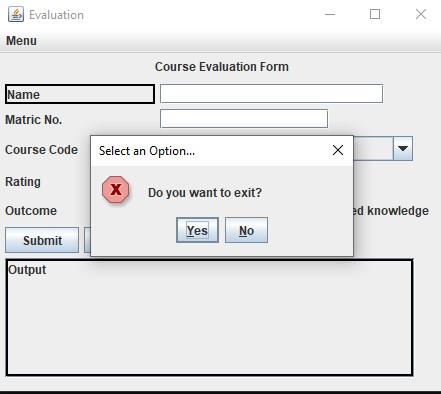 Evaluation
Menu
Course Evaluation Form
Name
Matric No.
Course Code
Select an Option...
Do you want to exit?
Yes No
Rating
Outcome ed knowledge
Submit
Output